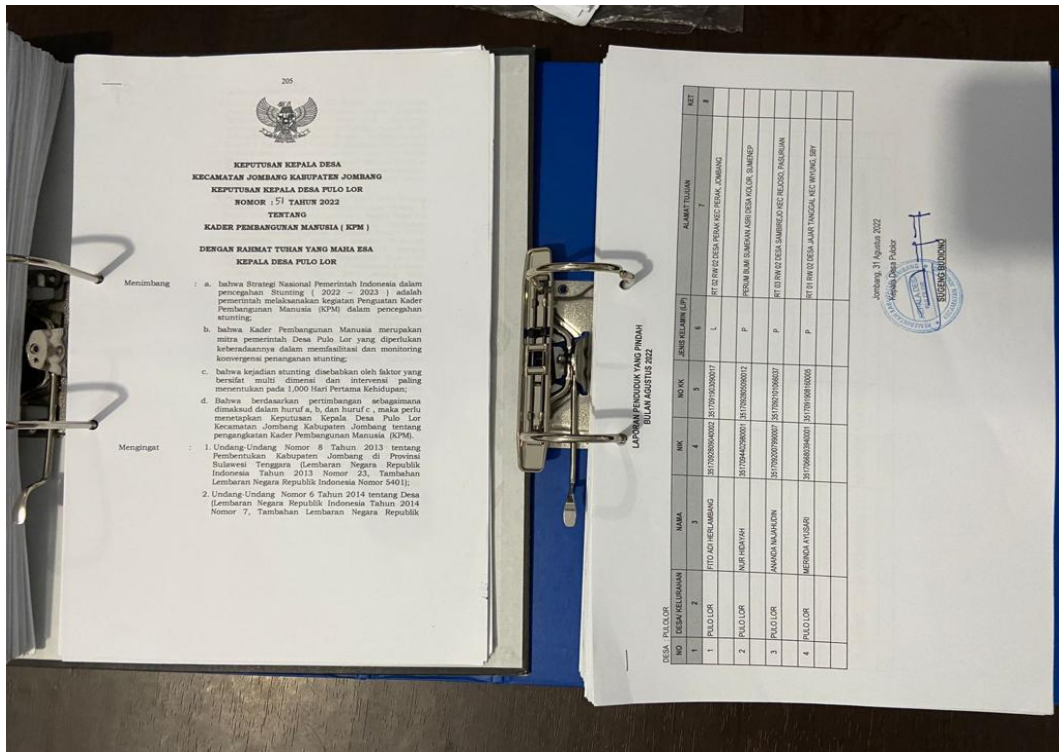 205
KEPUTUSAN KEPALA DESA
KECAMATAN JOMBANG KABUPATEN JOMBANG
KEPUTUSAN KEPALA DESA PULO LOR
NOMOR : 51 TAHUN 2022
TENTANG
KADER PEMBANGUNAN MANUSIA ( KPM )
DENGAN RAHMAT TUHAN YANG MAHA ESA
KEPALA DESA PULO LOR
Menimbang : a. bahwa Strategi Nasional Pemerintah Indonesia dalam
pencegahan Stunting ( 2022 – 2023 ) adalah
pemerintah melaksanakan kegiatan Penguatan Kader
Pembangunan Manusia (KPM) dalam pencegahan
stunting;
b. bahwa Kader Pembangunan Manusia merupakan
mitra pemerintah Desa Pulo Lor yang diperlukan
keberadaannya dalam memfasilitasi dan monitoring
konvergensi penanganan stunting;
c. bahwa kejadian stunting disebabkan oleh faktor yang
bersifat multi dimensi dan intervensi paling
menentukan pada 1,000 Hari Pertama Kehidupan;
d. Bahwa berdasarkan pertimbangan sebagaimana
dimaksud dalam huruf a, b, dan huruf c , maka perlu
menetapkan Keputusan Kepala Desa Pulo Lor
Kecamatan Jombang Kabupaten Jombang tentang
pengangkatan Kader Pembangunan Manusia (KPM).
Mengingat : 1. Undang-Undang Nomor 8 Tahun 2013 tentang
Pembentukan Kabupaten Jombang di Provinsi
Sulawesi Tenggara (Lembaran Negara Republik
Indonesia Tahun 2013 Nomor 23, Tambahan
Lembaran Negara Republik Indonesia Nomor 5401);
2. Undang-Undang Nomor 6 Tahun 2014 tentang Desa
(Lembaran Negara Republik Indonesia Tahun 2014
Nomor 7, Tambahan Lembaran Negara Republik
LAPORAN PENDUDUK YANG PINDAH
BULAN AGUSTUS 2022
DESA : PULOLOR
NO DESA/ KELURAHAN NAMA NIK NO KK JENIS KELAMIN (L/P) ALAMAT TUJUAN KET
1 2 3 4 5 6 7 8
1 PULO LOR FITO ADI HERLAMBANG L RT 02 RW 02 DESA PERAK KEC PERAK, JOMBANG
2 PULO LOR NUR HIDAYAH P PERUM BUMI SUMEKAN ASRI DESA KOLOR, SUMENEP
3 PULO LOR ANANDA NAJAHUDIN P RT 03 RW 02 DESA SAMBIREJO KEC REJOSO, PASURUAN
4 PULO LOR MERINDA AYUSARI P RT 01 RW 02 DESA JAJAR TANGGAL KEC WIYUNG, SBY
Jombang, 31 Agustus 2022
Kepala Desa Pulolor
SUGENG BUDIONO